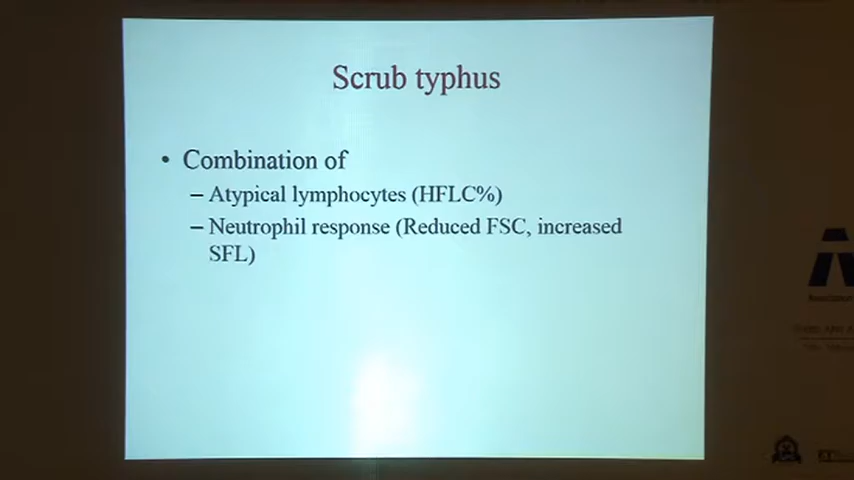 Scrub typhus
• Combination of
– Atypical lymphocytes (HFLC%)
– Neutrophil response (Reduced FSC, increased
SFL)